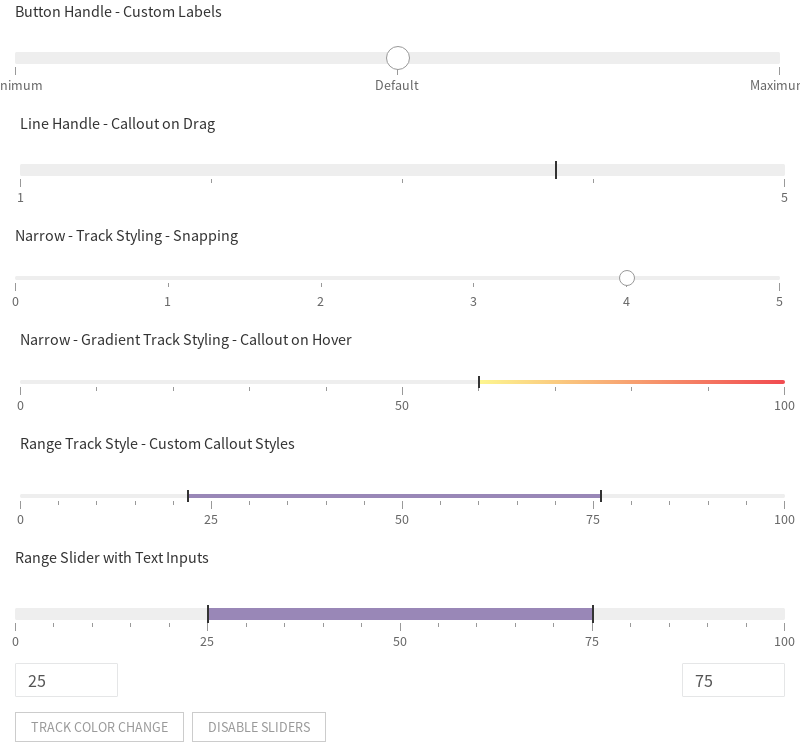 Button Handle - Custom Labels
nimum Default Maximur
Line Handle - Callout on Drag
1 5
Narrow - Track Styling - Snapping
0 1 2 3 4 5
Narrow - Gradient Track Styling - Callout on Hover
0 50 100
Range Track Style - Custom Callout Styles
0 25 50 75 100
Range Slider with Text Inputs
0 25 50 75 100
25 75
TRACK COLOR CHANGE DISABLE SLIDERS